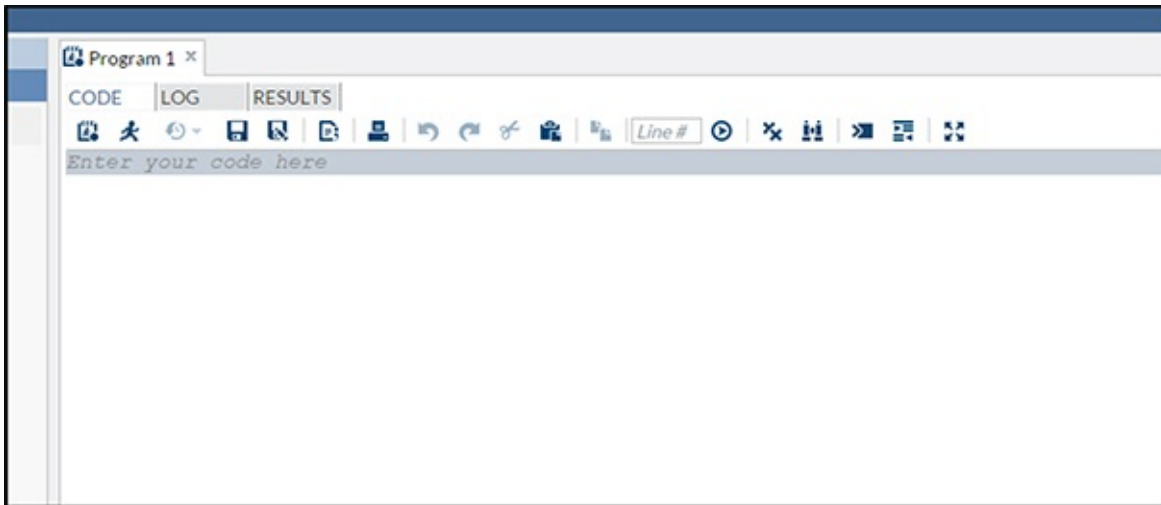 Program 1
CODE LOG RESULTS
Line #
Enter your code here